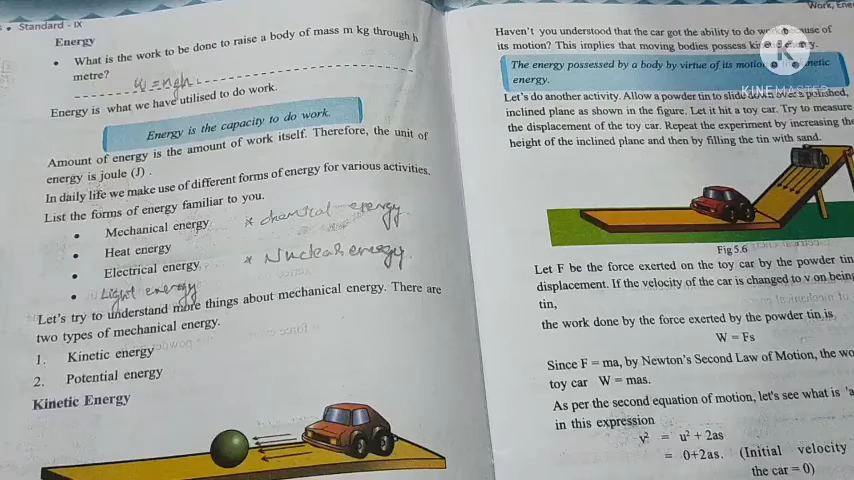 • Standard - IX
Energy
• What is the work to be done to raise a body of mass m kg through h
metre?
W = mgh.
Energy is what we have utilised to do work.
Energy is the capacity to do work.
Amount of energy is the amount of work itself. Therefore, the unit of
energy is joule (J) .
In daily life we make use of different forms of energy for various activities.
List the forms of energy familiar to you.
• Mechanical energy
* chemical energy
• Heat energy
• Electrical energy
* Nuclear energy
• Light energy
Let's try to understand more things about mechanical energy. There are
two types of mechanical energy.
1. Kinetic energy
2. Potential energy
Kinetic Energy
Work, Ener
Haven't you understood that the car got the ability to do work because of
its motion? This implies that moving bodies possess kinetic energy.
The energy possessed by a body by virtue of its motion is kinetic
energy.
Let's do another activity. Allow a powder tin to slide down over a polished,
inclined plane as shown in the figure. Let it hit a toy car. Try to measure
the displacement of the toy car. Repeat the experiment by increasing the
height of the inclined plane and then by filling the tin with sand.
Fig 5.6
Let F be the force exerted on the toy car by the powder tin
displacement. If the velocity of the car is changed to v on being
tin,
the work done by the force exerted by the powder tin is
W = Fs
Since F = ma, by Newton's Second Law of Motion, the wo
toy car W = mas.
As per the second equation of motion, let's see what is 'a
in this expression
v² = u² + 2as
= 0+2as. (Initial velocity
the car = 0)
K
KINEMASTER